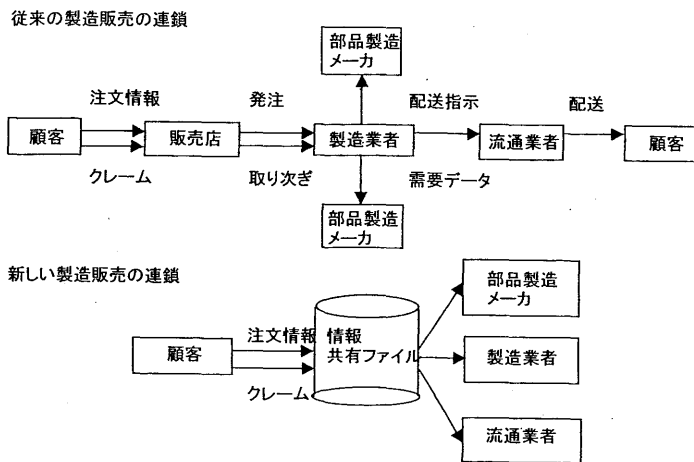 従来の製造販売の連鎖
部品製造
メーカ
注文情報
発注
配送指示
配送
顧客
販売店
製造業者
流通業者
顧客
クレーム
取り次ぎ
需要データ
部品製造
メーカ
新しい製造販売の連鎖
部品製造
メーカ
注文情報
情報
共有ファイル
顧客
製造業者
クレーム
流通業者